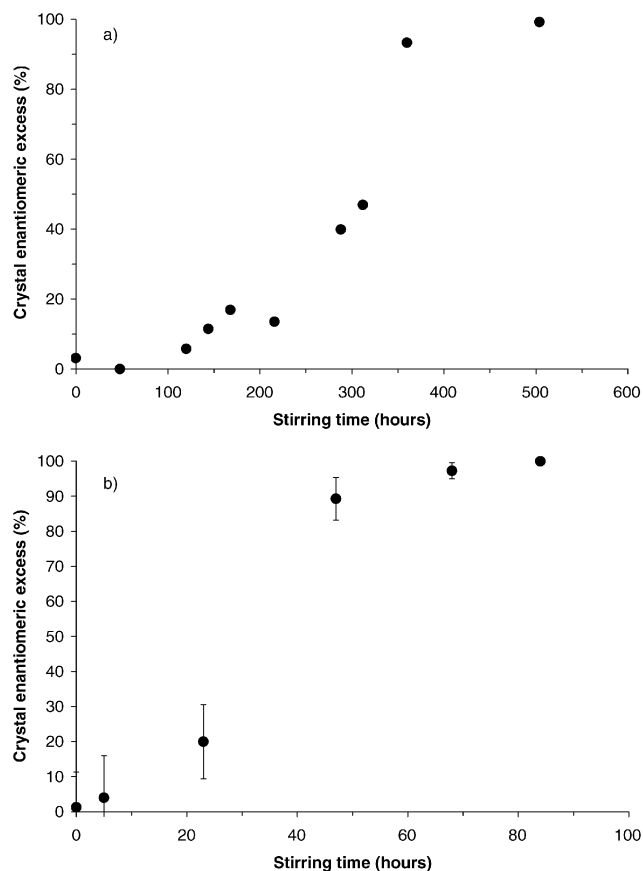 a)
Crystal enantiomeric excess (%)
100
80
60
40
20
0
0 100 200 300 400 500 600
Stirring time (hours)
b)
Crystal enantiomeric excess (%)
100
90
80
70
60
50
40
30
20
10
0
0 20 40 60 80 100
Stirring time (hours)